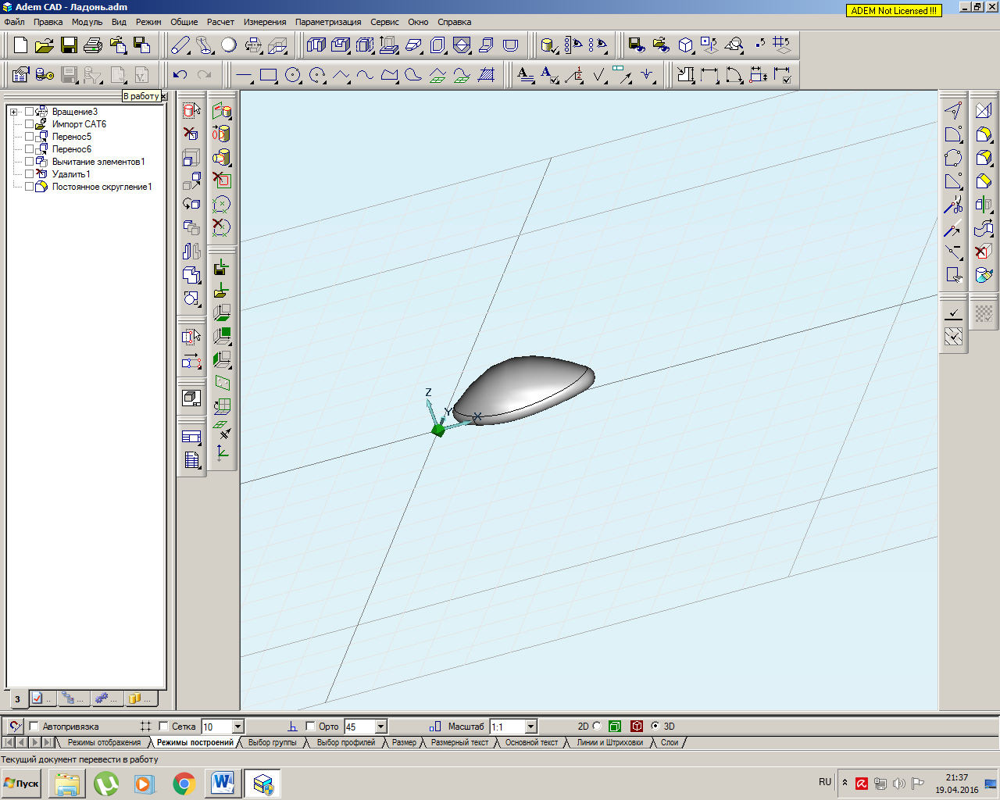 Adem CAD - Ладонь.adm
ADEM Not Licensed !!!
Файл Правка Модуль Вид Режим Общие Расчет Измерения Параметризация Сервис Окно Справка
В работу
Вращение3
Импорт CAT6
Перенос5
Перенос6
Вычитание элементов1
Удалить1
Постоянное скругление1
Z
Y
X
3
Автопривязка Сетка 10 Орто 45 Масштаб 1:1 2D 3D
Режимы отображения Режимы построений Выбор группы Выбор профилей Размер Размерный текст Основной текст Линии и Штриховки Слои
Текущий документ перевести в работу
Пуск
RU
21:37
19.04.2016